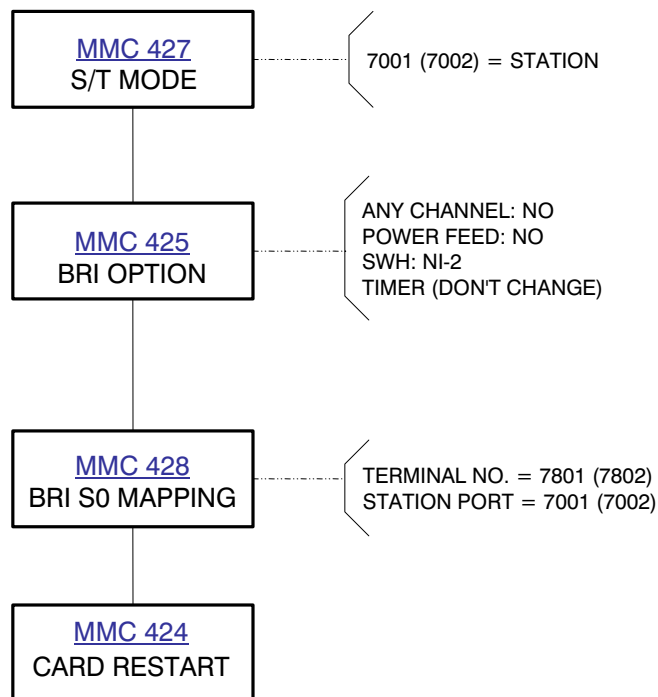 MMC 427
S/T MODE
7001 (7002) = STATION
MMC 425
BRI OPTION
ANY CHANNEL: NO
POWER FEED: NO
SWH: NI-2
TIMER (DON'T CHANGE)
MMC 428
BRI S0 MAPPING
TERMINAL NO. = 7801 (7802)
STATION PORT = 7001 (7002)
MMC 424
CARD RESTART